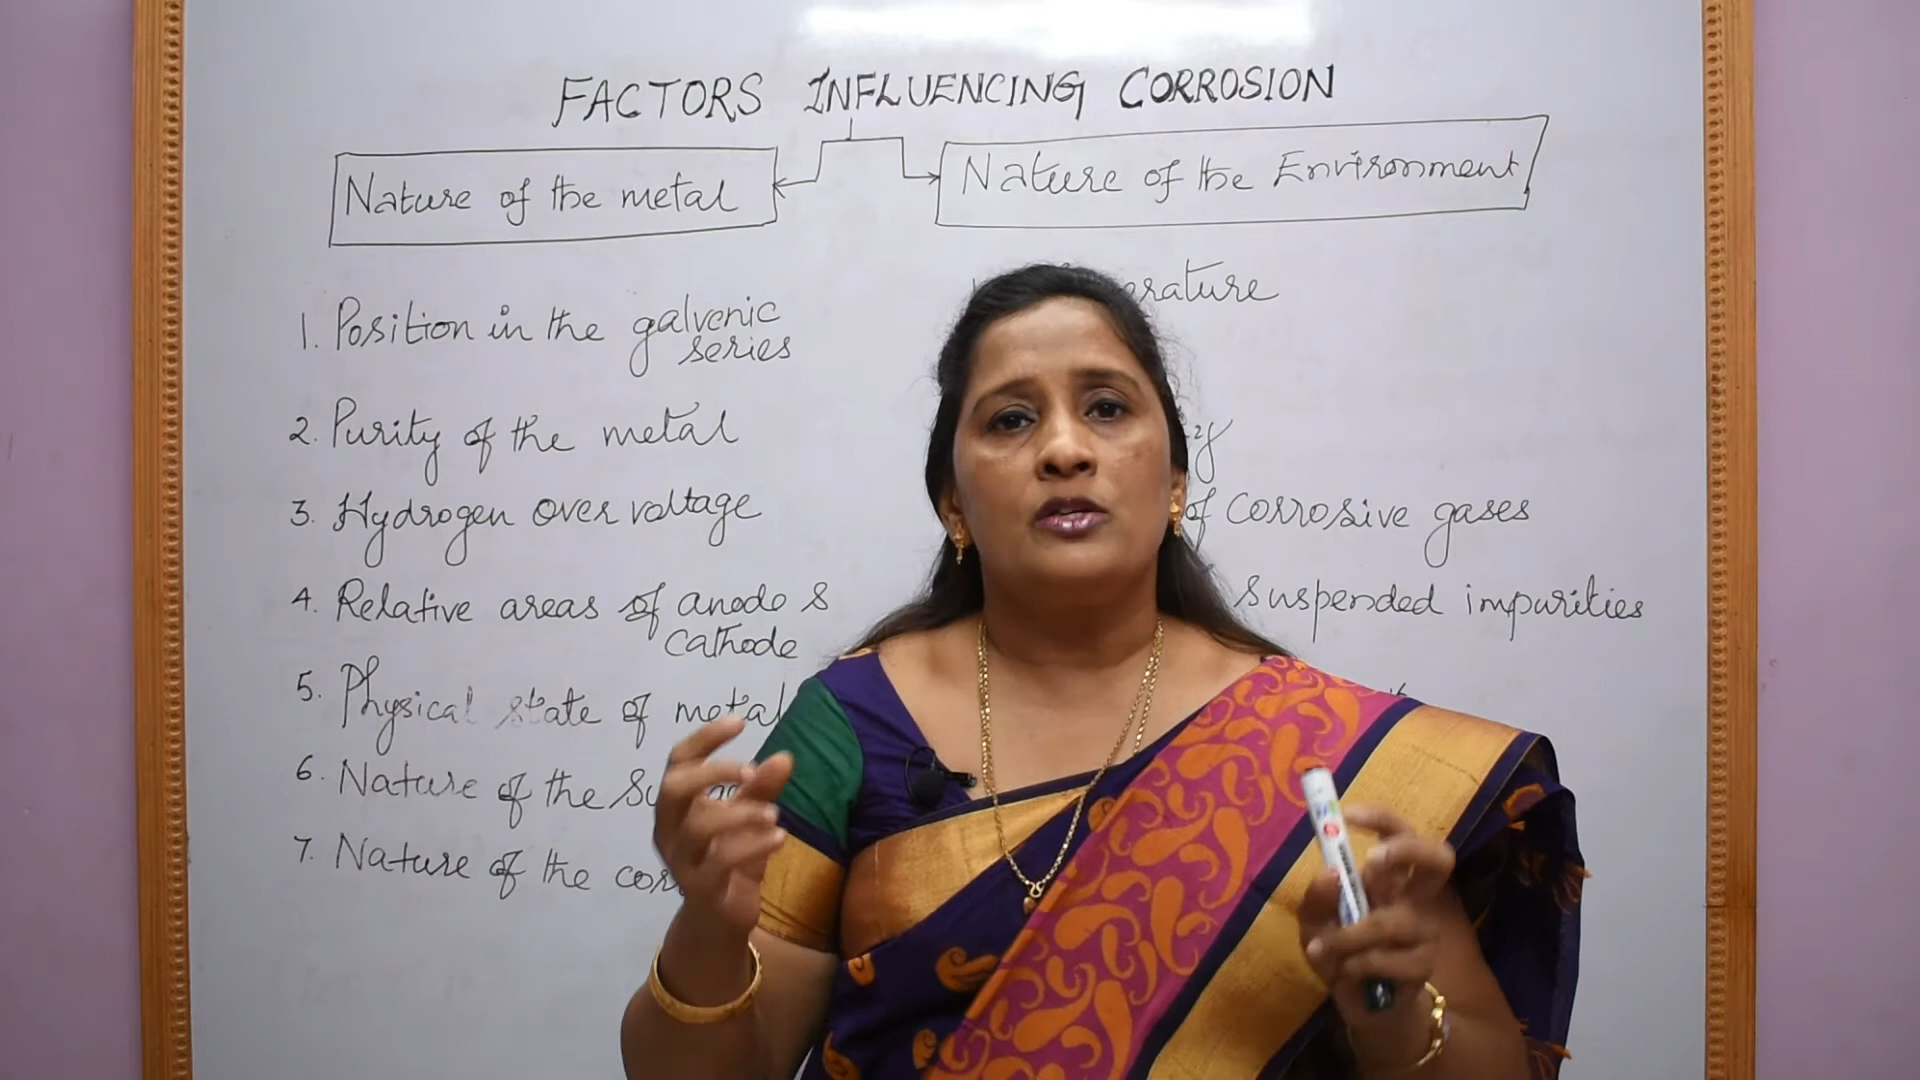 FACTORS INFLUENCING CORROSION
Nature of the metal
Nature of the Environment
1. Position in the galvenic
series
2. Purity of the metal
3. Hydrogen over voltage
4. Relative areas of anode &
cathode
5. Physical state of metal
6. Nature of the
7. Nature of the
of corrosive gases
suspended impurities